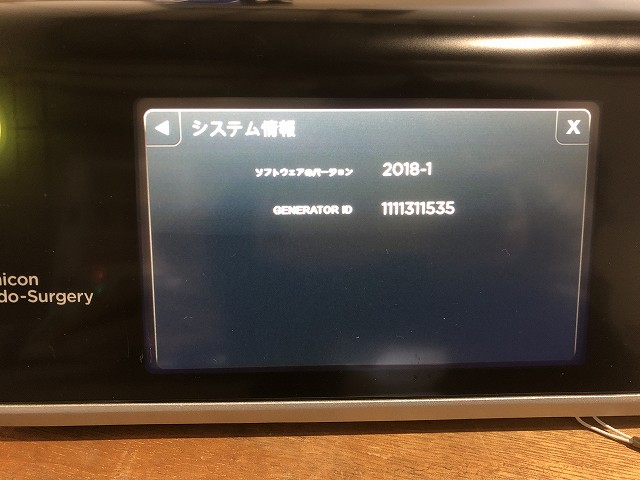 システム情報
X
ソフトウェアのバージョン 2018-1
GENERATOR ID 1111311535
icon
do-Surgery